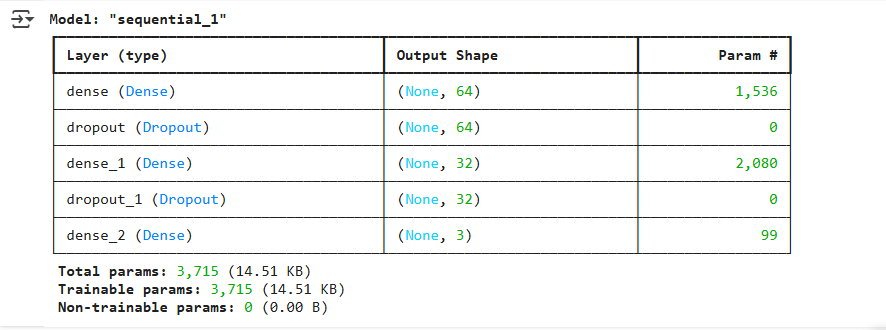 Model: "sequential_1"
Layer (type) Output Shape Param #
dense (Dense) (None, 64) 1,536
dropout (Dropout) (None, 64) 0
dense_1 (Dense) (None, 32) 2,080
dropout_1 (Dropout) (None, 32) 0
dense_2 (Dense) (None, 3) 99
Total params: 3,715 (14.51 KB)
Trainable params: 3,715 (14.51 KB)
Non-trainable params: 0 (0.00 B)